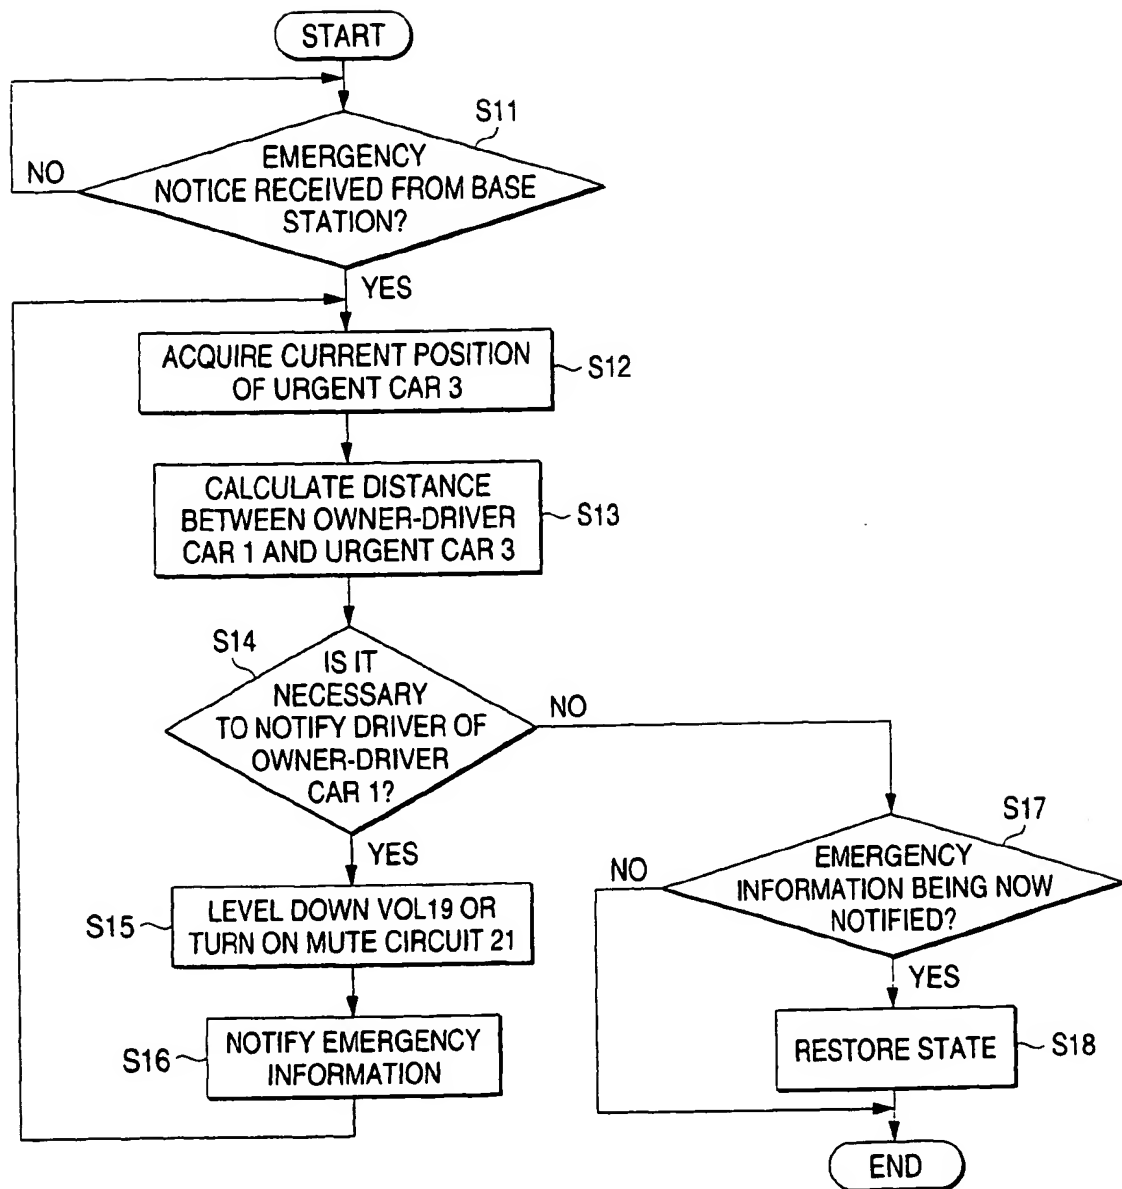 START
S11
EMERGENCY
NOTICE RECEIVED FROM BASE
STATION?
NO
YES
ACQUIRE CURRENT POSITION
OF URGENT CAR 3
S12
CALCULATE DISTANCE
BETWEEN OWNER-DRIVER
CAR 1 AND URGENT CAR 3
S13
S14
IS IT
NECESSARY
TO NOTIFY DRIVER OF
OWNER-DRIVER
CAR 1?
NO
YES
S15
LEVEL DOWN VOL19 OR
TURN ON MUTE CIRCUIT 21
S16
NOTIFY EMERGENCY
INFORMATION
S17
EMERGENCY
INFORMATION BEING NOW
NOTIFIED?
NO
YES
RESTORE STATE
S18
END